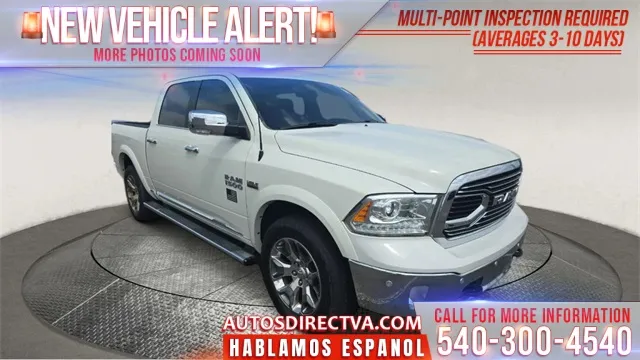 NEW VEHICLE ALERT!
MORE PHOTOS COMING SOON
MULTI-POINT INSPECTION REQUIRED
(AVERAGES 3-10 DAYS)
RAM
1500
RAM
AUTOSDIRECTVA.COM
HABLAMOS ESPANOL
CALL FOR MORE INFORMATION
540-300-4540